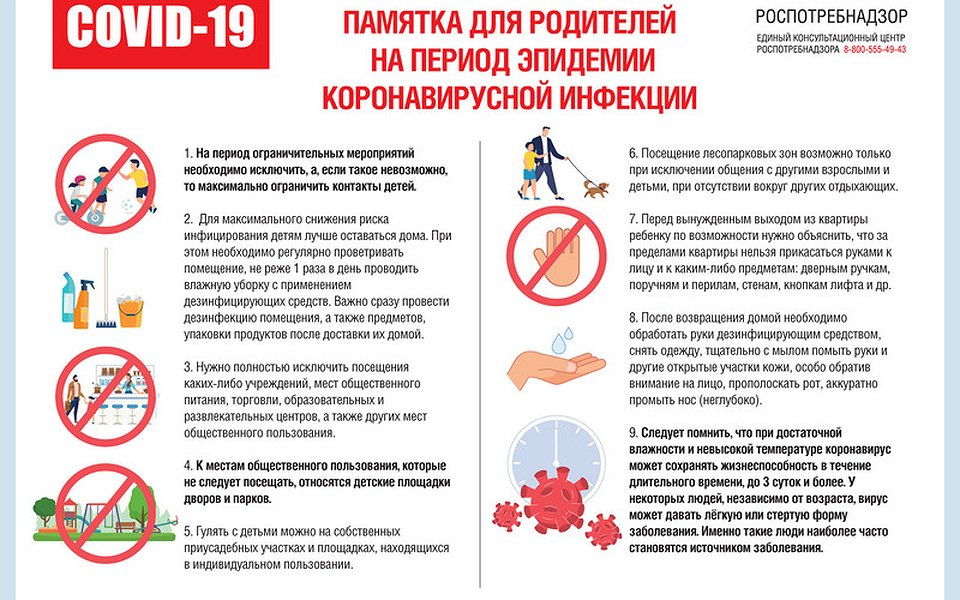 COVID-19
ПАМЯТКА ДЛЯ РОДИТЕЛЕЙ
НА ПЕРИОД ЭПИДЕМИИ
КОРОНАВИРУСНОЙ ИНФЕКЦИИ
РОСПОТРЕБНАДЗОР
ЕДИНЫЙ КОНСУЛЬТАЦИОННЫЙ ЦЕНТР
РОСПОТРЕБНАДЗОРА 8-800-555-49-43
1. На период ограничительных мероприятий
необходимо исключить, а, если такое невозможно,
то максимально ограничить контакты детей.
2. Для максимального снижения риска
инфицирования детям лучше оставаться дома. При
этом необходимо регулярно проветривать
помещение, не реже 1 раза в день проводить
влажную уборку с применением
дезинфицирующих средств. Важно сразу провести
дезинфекцию помещения, а также предметов,
упаковки продуктов после доставки их домой.
3. Нужно полностью исключить посещения
каких-либо учреждений, мест общественного
питания, торговли, образовательных и
развлекательных центров, а также других мест
общественного пользования.
4. К местам общественного пользования, которые
не следует посещать, относятся детские площадки
дворов и парков.
5. Гулять с детьми можно на собственных
приусадебных участках и площадках, находящихся
в индивидуальном пользовании.
6. Посещение лесопарковых зон возможно только
при исключении общения с другими взрослыми и
детьми, при отсутствии вокруг других отдыхающих.
7. Перед вынужденным выходом из квартиры
ребенку по возможности нужно объяснить, что за
пределами квартиры нельзя прикасаться руками к
лицу и к каким-либо предметам: дверным ручкам,
поручням и перилам, стенам, кнопкам лифта и др.
8. После возвращения домой необходимо
обработать руки дезинфицирующим средством,
снять одежду, тщательно с мылом помыть руки и
другие открытые участки кожи, особо обратив
внимание на лицо, прополоскать рот, аккуратно
промыть нос (неглубоко).
9. Следует помнить, что при достаточной
влажности и невысокой температуре коронавирус
может сохранять жизнеспособность в течение
длительного времени, до 3 суток и более. У
некоторых людей, независимо от возраста, вирус
может давать лёгкую или стертую форму
заболевания. Именно такие люди наиболее часто
становятся источником заболевания.